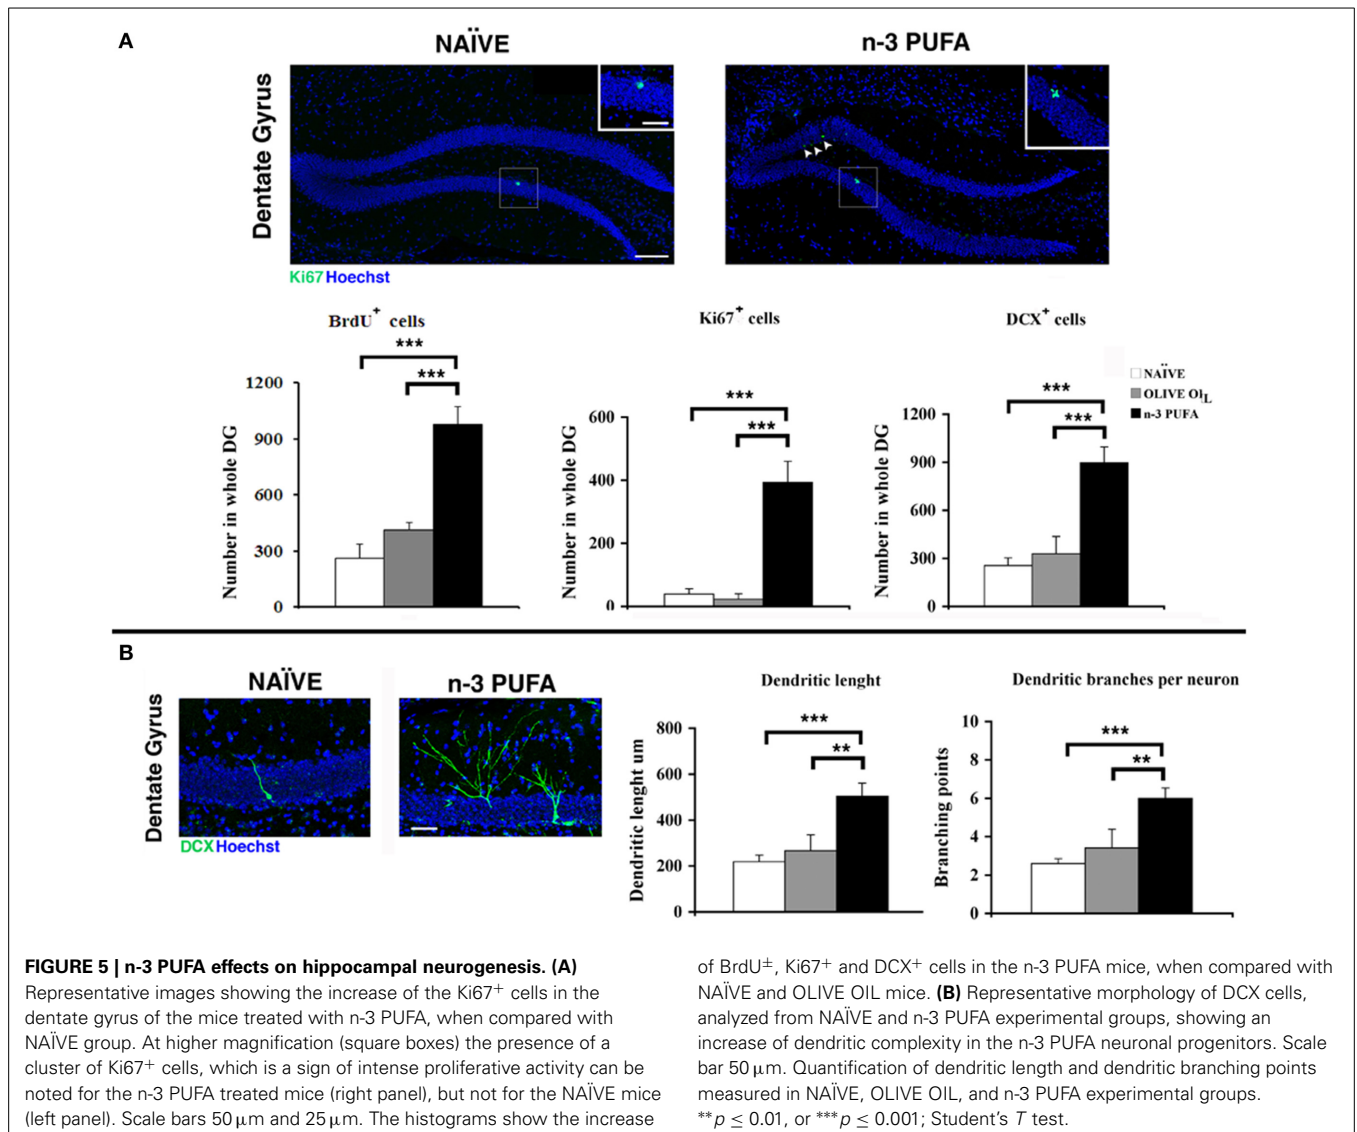 A
NAÏVE
n-3 PUFA
Dentate Gyrus
Ki67 Hoechst
BrdU+ cells
***
***
Number in whole DG
1200
900
600
300
0
Ki67+ cells
***
***
Number in whole DG
600
400
200
0
DCX+ cells
***
***
Number in whole DG
1200
900
600
300
0
NAÏVE
OLIVE OIL
n-3 PUFA
B
NAÏVE
n-3 PUFA
Dentate Gyrus
DCX Hoechst
Dendritic lenght
***
**
Dendritic lenght um
800
600
400
200
0
Dendritic branches per neuron
***
**
Branching points
10
8
6
4
2
0
FIGURE 5 | n-3 PUFA effects on hippocampal neurogenesis. (A)
Representative images showing the increase of the Ki67+ cells in the
dentate gyrus of the mice treated with n-3 PUFA, when compared with
NAÏVE group. At higher magnification (square boxes) the presence of a
cluster of Ki67+ cells, which is a sign of intense proliferative activity can be
noted for the n-3 PUFA treated mice (right panel), but not for the NAÏVE mice
(left panel). Scale bars 50 μm and 25 μm. The histograms show the increase
of BrdU±, Ki67+ and DCX+ cells in the n-3 PUFA mice, when compared with
NAÏVE and OLIVE OIL mice. (B) Representative morphology of DCX cells,
analyzed from NAÏVE and n-3 PUFA experimental groups, showing an
increase of dendritic complexity in the n-3 PUFA neuronal progenitors. Scale
bar 50 μm. Quantification of dendritic length and dendritic branching points
measured in NAÏVE, OLIVE OIL, and n-3 PUFA experimental groups.
**p ≤ 0.01, or ***p ≤ 0.001; Student's T test.